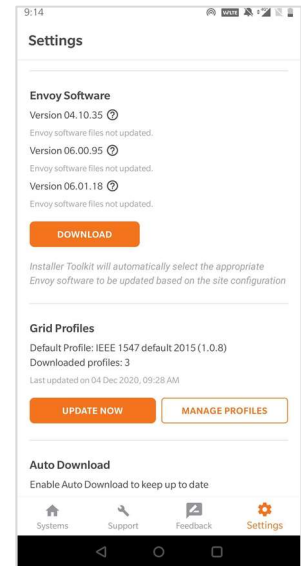 9:14
VoLTE
Settings
Envoy Software
Version 04.10.35 ?
Envoy software files not updated.
Version 06.00.95 ?
Envoy software files not updated.
Version 06.01.18 ?
Envoy software files not updated.
DOWNLOAD
Installer Toolkit will automatically select the appropriate
Envoy software to be updated based on the site configuration
Grid Profiles
Default Profile: IEEE 1547 default 2015 (1.0.8)
Downloaded profiles: 3
Last updated on 04 Dec 2020, 09:28 AM
UPDATE NOW
MANAGE PROFILES
Auto Download
Enable Auto Download to keep up to date
Systems
Support
Feedback
Settings